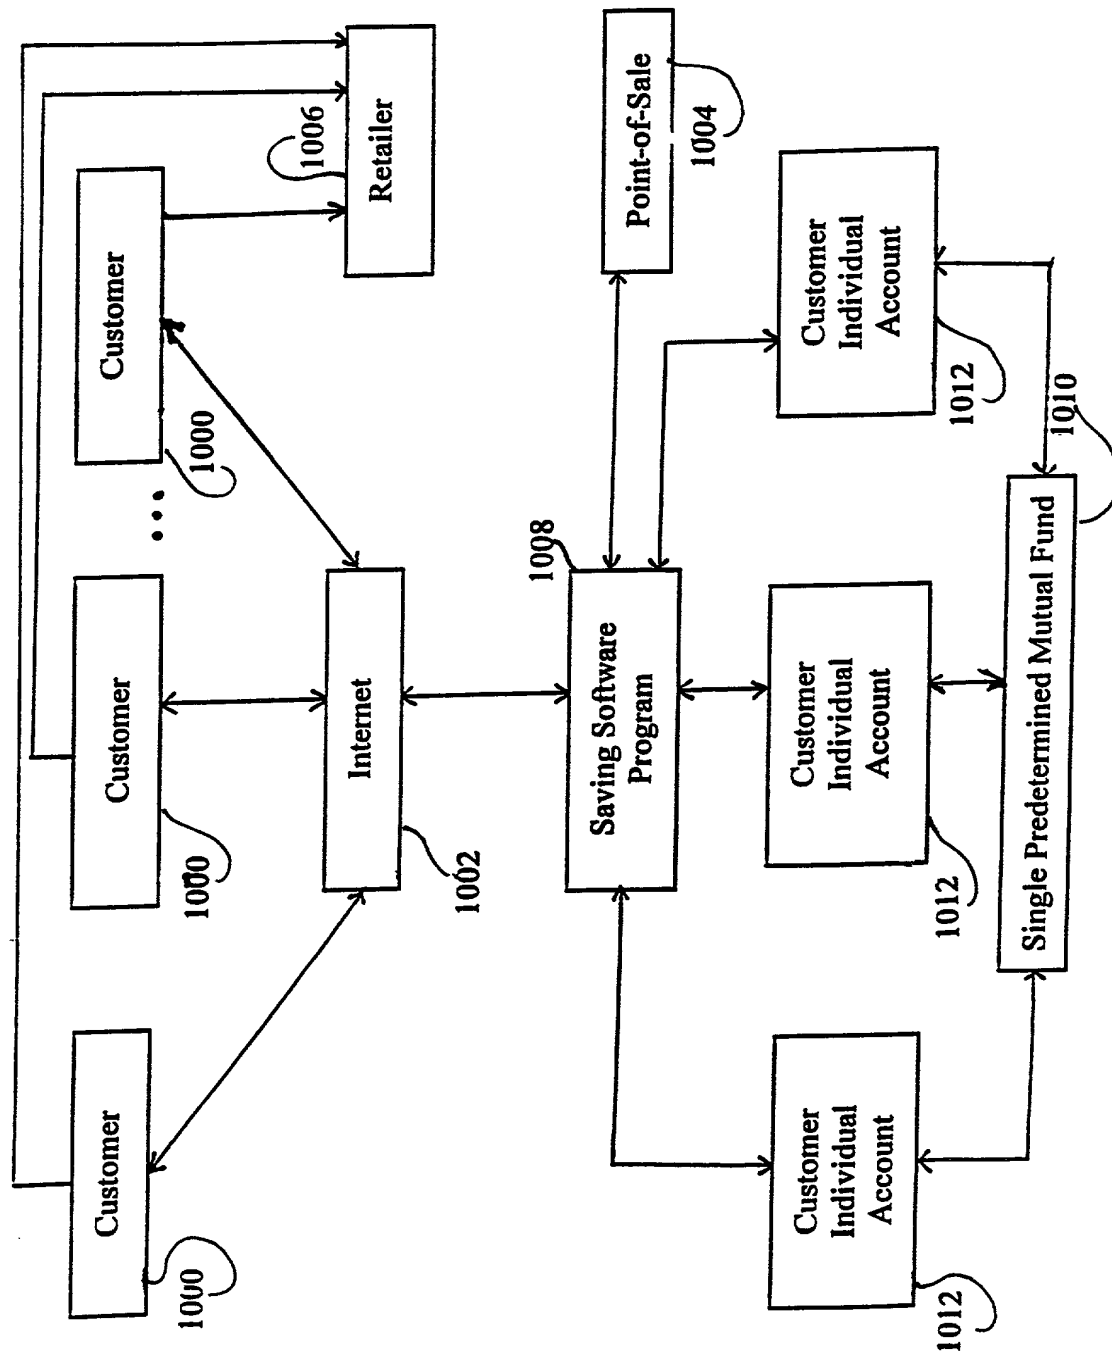 Customer
1000
Customer
1000
...
Customer
1000
Retailer
1006
Internet
1002
Saving Software
Program
1008
Point-of-Sale
1004
Customer
Individual
Account
1012
Customer
Individual
Account
1012
Customer
Individual
Account
1012
Single Predetermined Mutual Fund
1010